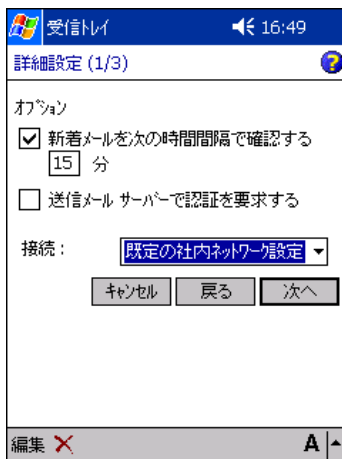 受信トレイ 16:49
詳細設定 (1/3) ?
オプション
新着メールを次の時間間隔で確認する
15 分
送信メール サーバーで認証を要求する
接続： 既定の社内ネットワーク設定
キャンセル 戻る 次へ
編集 A